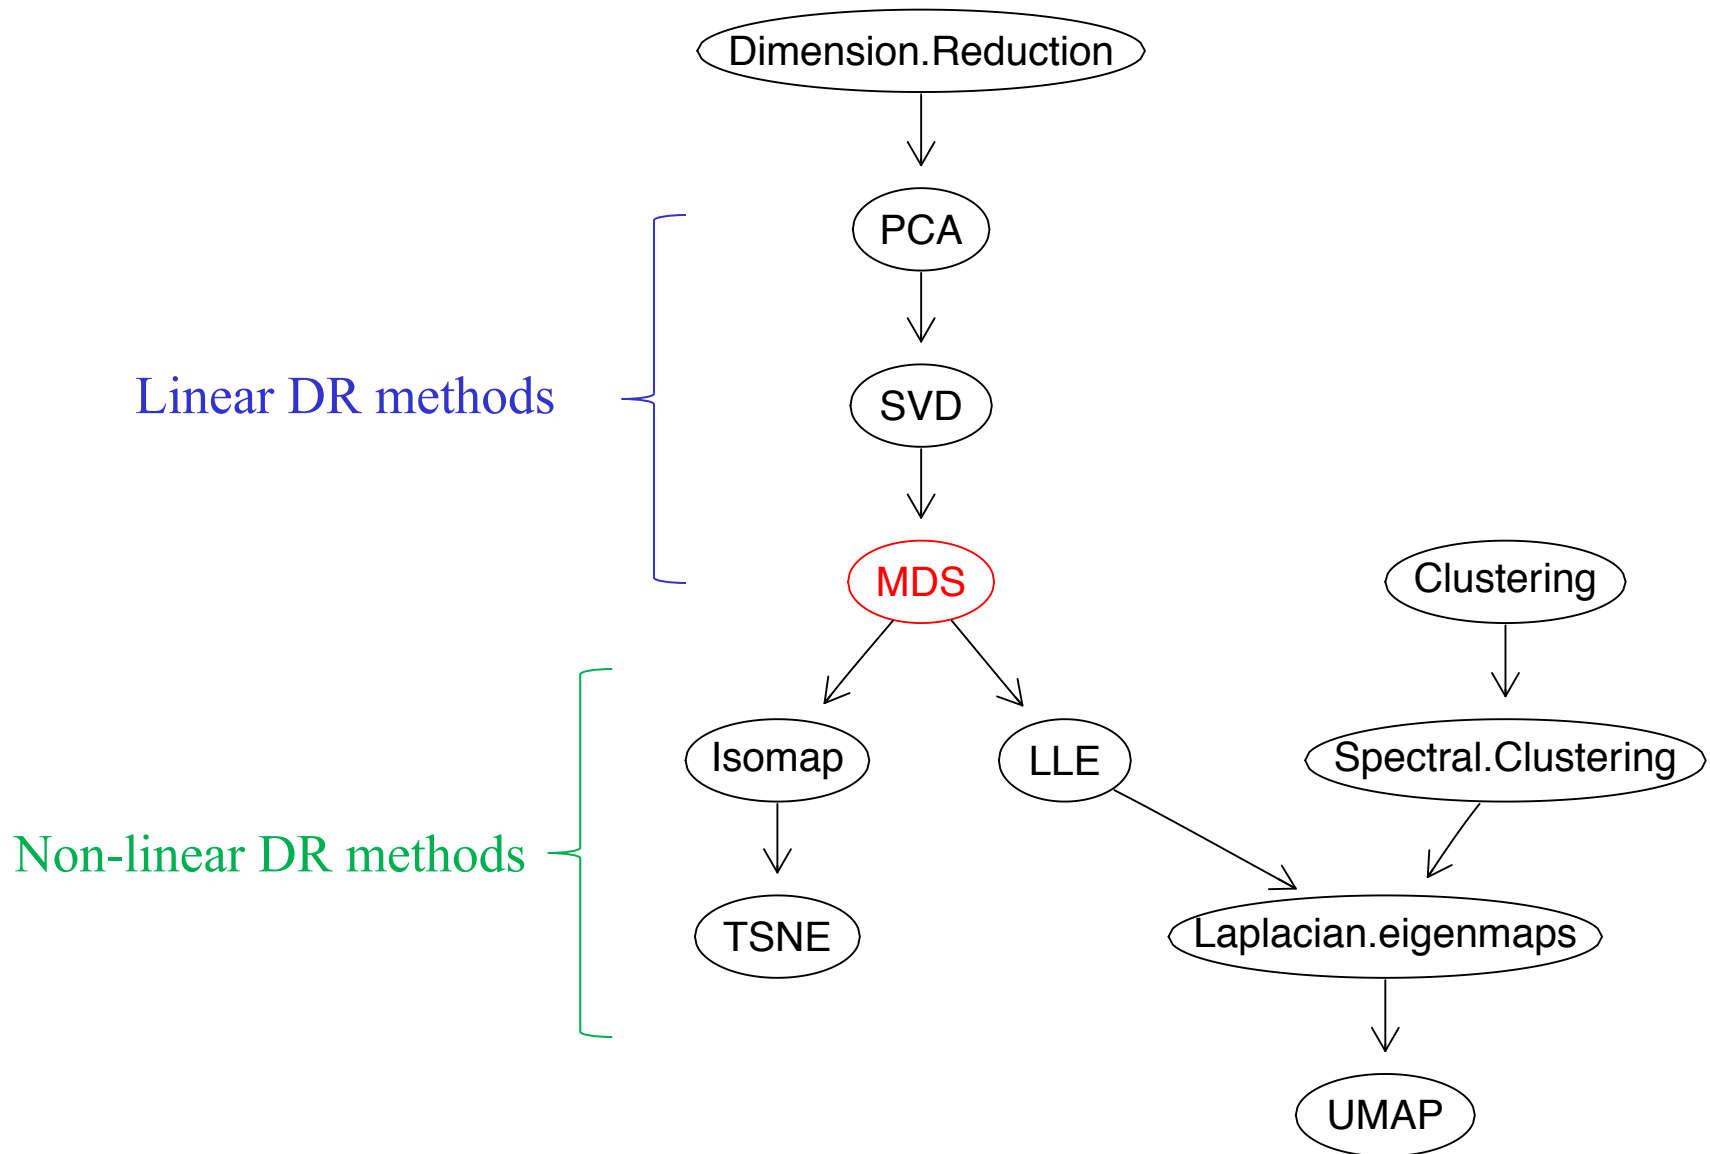 Dimension.Reduction
PCA
Linear DR methods
SVD
MDS
Clustering
Isomap
LLE
Spectral.Clustering
Non-linear DR methods
TSNE
Laplacian.eigenmaps
UMAP